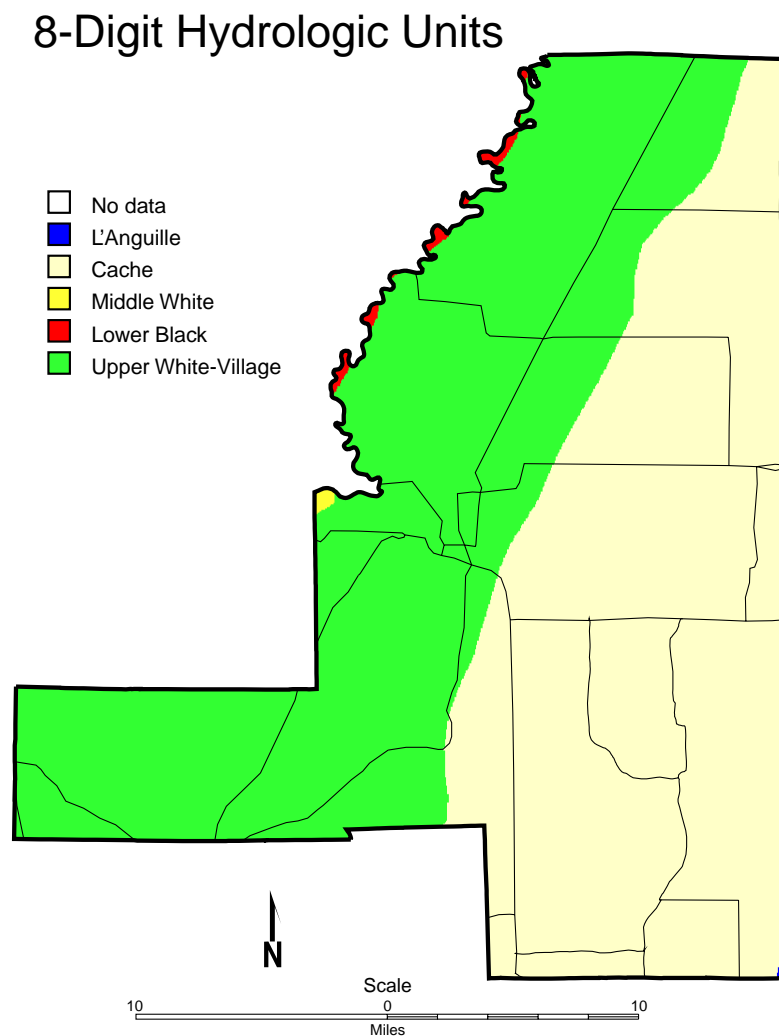 8-Digit Hydrologic Units
No data
L'Anguille
Cache
Middle White
Lower Black
Upper White-Village
N
Scale
10 0 10
Miles